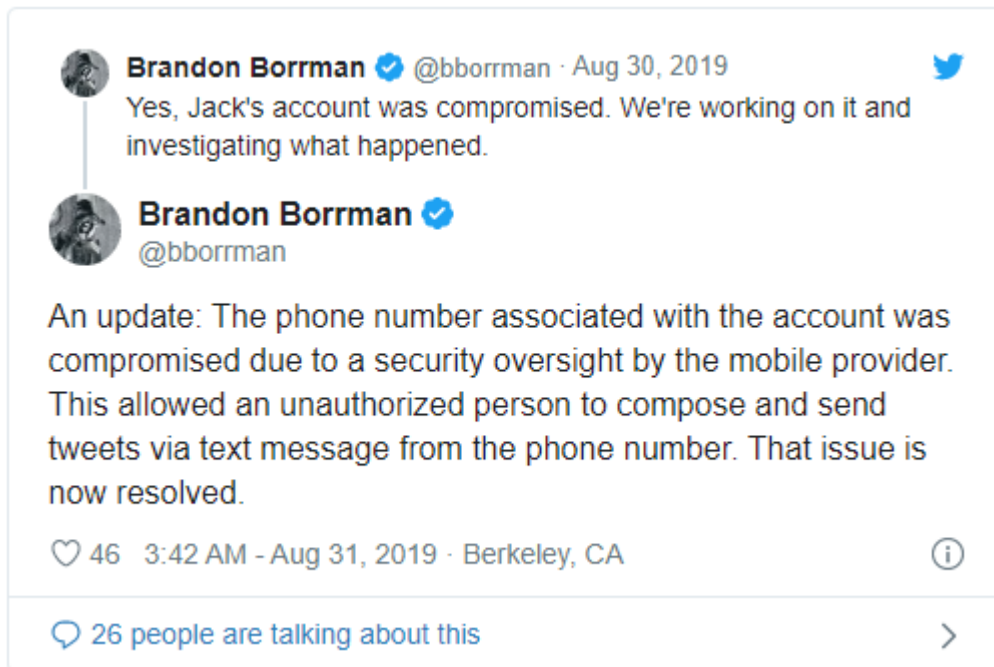 Brandon Borrman @bborrman · Aug 30, 2019
Yes, Jack's account was compromised. We're working on it and
investigating what happened.
Brandon Borrman
@bborrman
An update: The phone number associated with the account was
compromised due to a security oversight by the mobile provider.
This allowed an unauthorized person to compose and send
tweets via text message from the phone number. That issue is
now resolved.
46 3:42 AM - Aug 31, 2019 · Berkeley, CA
26 people are talking about this